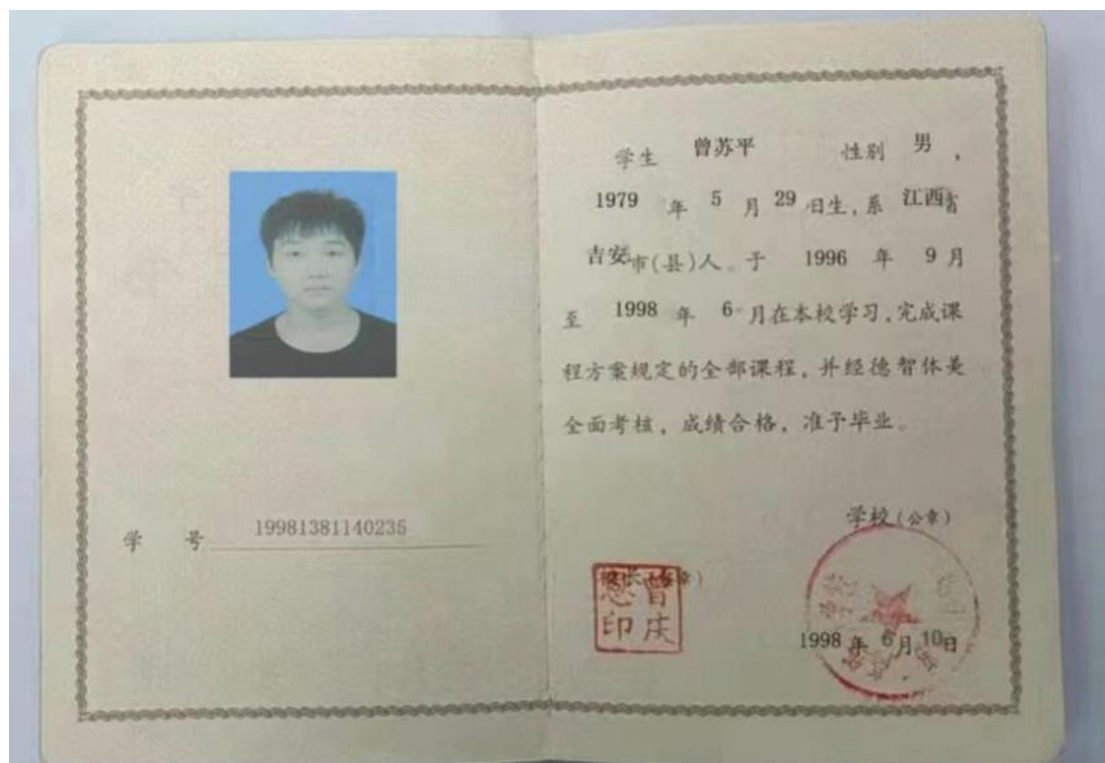 学号 19981381140235
学生 曾苏平 性别 男，
1979 年 5 月 29 日生，系 江西省
吉安市(县)人。于 1996 年 9 月
至 1998 年 6 月在本校学习，完成课
程方案规定的全部课程，并经德智体美
全面考核，成绩合格，准予毕业。
学校(公章)
校长(签章)
曾庆
印
1998 年 6 月 10 日